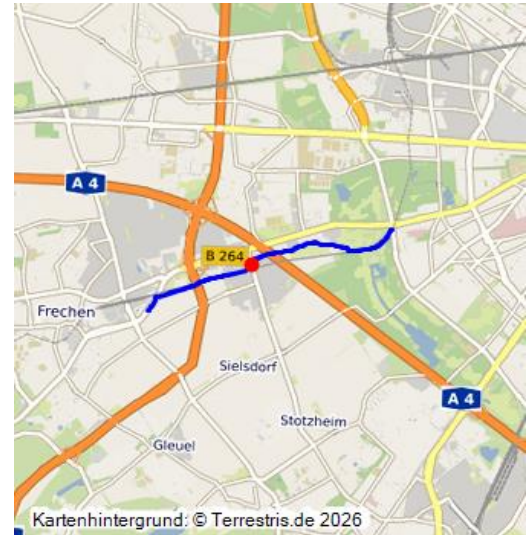 A 4
B 264
Frechen
Sielsdorf
A 4
Stotzheim
Gleuel
Kartenhintergrund: © Terrestris.de 2026